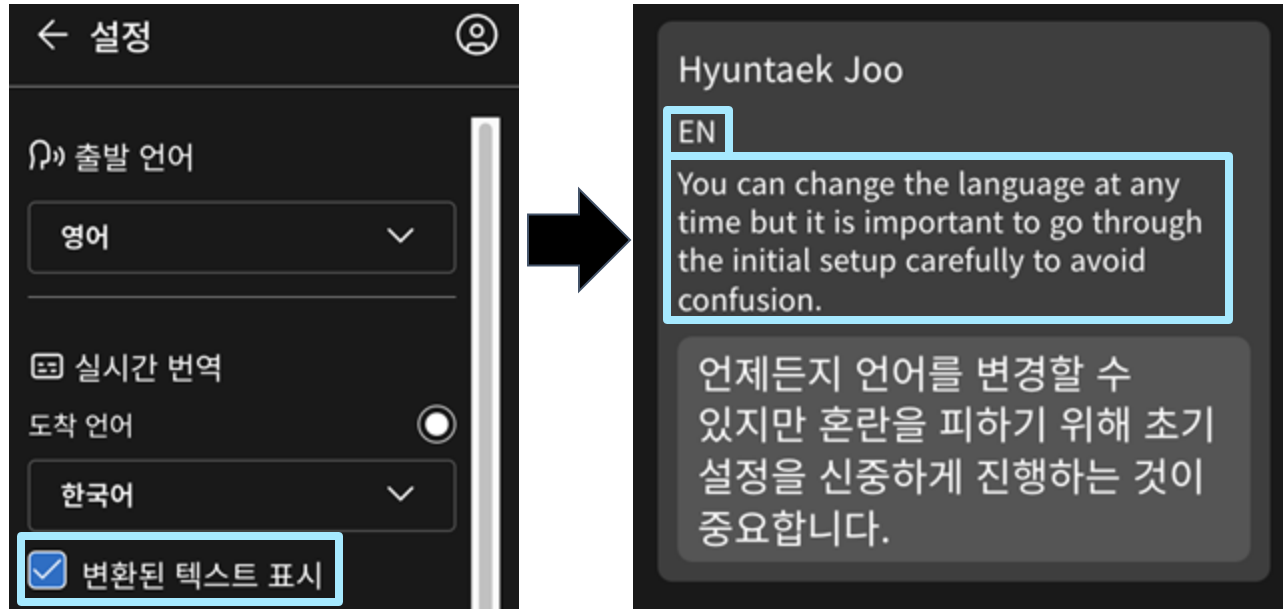 설정
출발 언어
영어
실시간 번역
도착 언어
한국어
변환된 텍스트 표시
Hyuntaek Joo
EN
You can change the language at any
time but it is important to go through
the initial setup carefully to avoid
confusion.
언제든지 언어를 변경할 수
있지만 혼란을 피하기 위해 초기
설정을 신중하게 진행하는 것이
중요합니다.